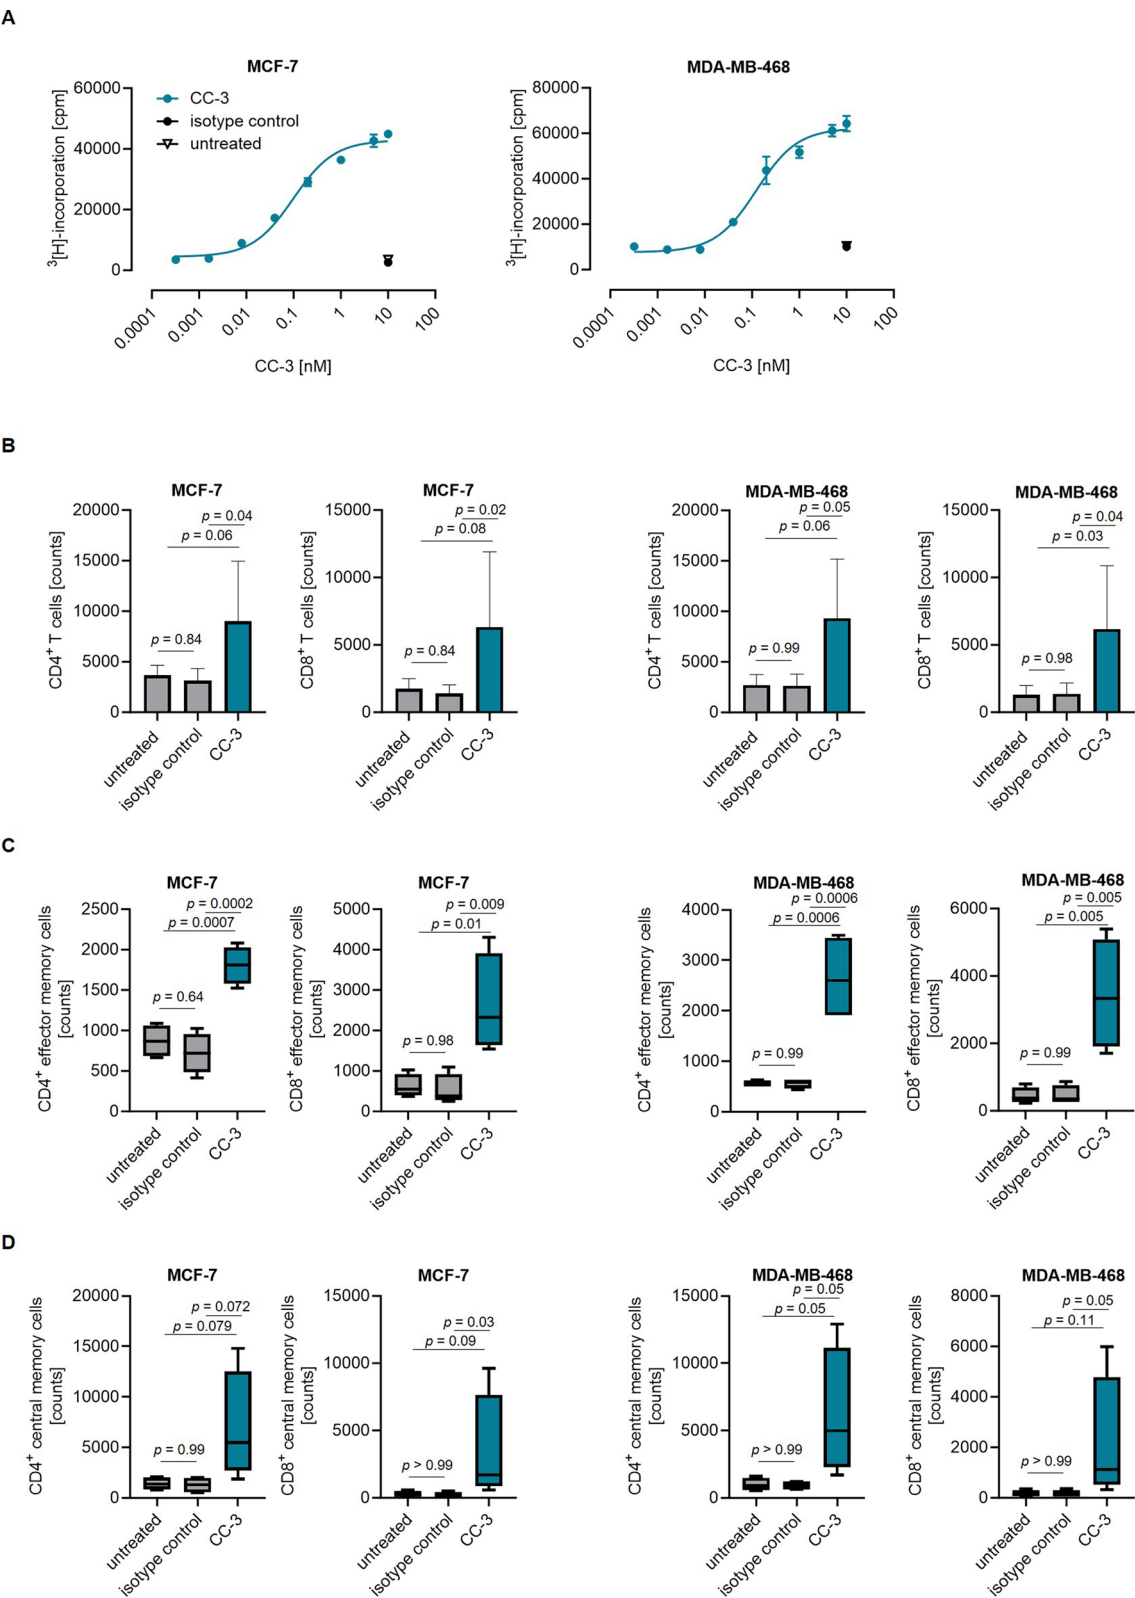 A
MCF-7
60000
40000
20000
0
³[H]-incorporation [cpm]
CC-3
isotype control
untreated
0.0001
0.001
0.01
0.1
1
10
100
CC-3 [nM]
MDA-MB-468
80000
60000
40000
20000
0
³[H]-incorporation [cpm]
0.0001
0.001
0.01
0.1
1
10
100
CC-3 [nM]
B
MCF-7
20000
15000
10000
5000
0
CD4⁺ T cells [counts]
p = 0.04
p = 0.06
p = 0.84
untreated
isotype control
CC-3
MCF-7
15000
10000
5000
0
CD8⁺ T cells [counts]
p = 0.02
p = 0.08
p = 0.84
untreated
isotype control
CC-3
MDA-MB-468
20000
15000
10000
5000
0
CD4⁺ T cells [counts]
p = 0.05
p = 0.06
p = 0.99
untreated
isotype control
CC-3
MDA-MB-468
15000
10000
5000
0
CD8⁺ T cells [counts]
p = 0.04
p = 0.03
p = 0.98
untreated
isotype control
CC-3
C
MCF-7
2500
2000
1500
1000
500
0
CD4⁺ effector memory cells
[counts]
p = 0.0002
p = 0.0007
p = 0.64
untreated
isotype control
CC-3
MCF-7
5000
4000
3000
2000
1000
0
CD8⁺ effector memory cells
[counts]
p = 0.009
p = 0.01
p = 0.98
untreated
isotype control
CC-3
MDA-MB-468
4000
3000
2000
1000
0
CD4⁺ effector memory cells
[counts]
p = 0.0006
p = 0.0006
p = 0.99
untreated
isotype control
CC-3
MDA-MB-468
6000
4000
2000
0
CD8⁺ effector memory cells
[counts]
p = 0.005
p = 0.005
p = 0.99
untreated
isotype control
CC-3
D
MCF-7
20000
15000
10000
5000
0
CD4⁺ central memory cells
[counts]
p = 0.072
p = 0.079
p = 0.99
untreated
isotype control
CC-3
MCF-7
15000
10000
5000
0
CD8⁺ central memory cells
[counts]
p = 0.03
p = 0.09
p > 0.99
untreated
isotype control
CC-3
MDA-MB-468
15000
10000
5000
0
CD4⁺ central memory cells
[counts]
p = 0.05
p = 0.05
p > 0.99
untreated
isotype control
CC-3
MDA-MB-468
8000
6000
4000
2000
0
CD8⁺ central memory cells
[counts]
p = 0.05
p = 0.11
p > 0.99
untreated
isotype control
CC-3